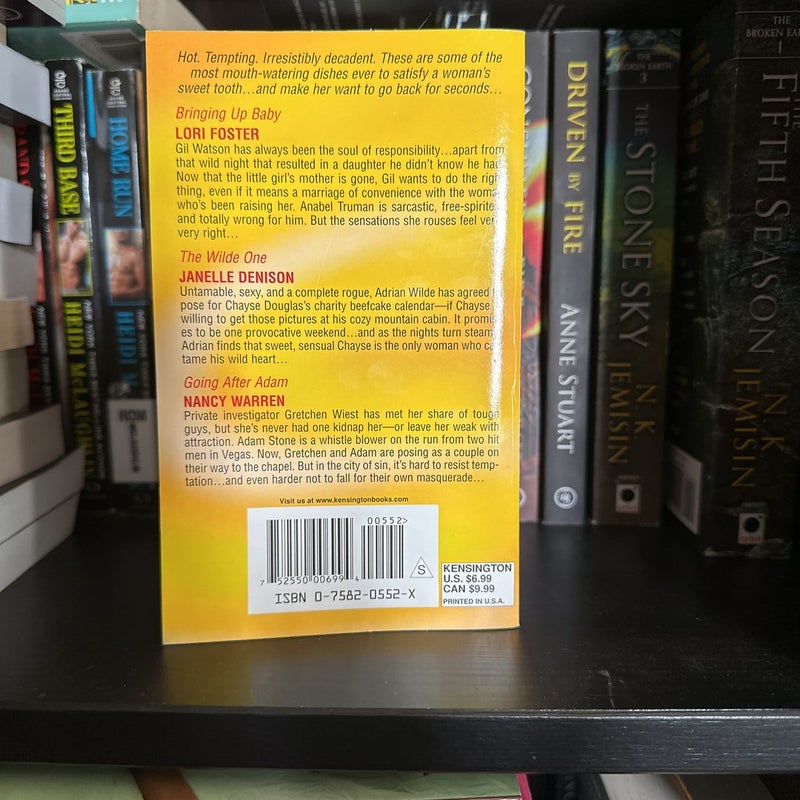 Hot. Tempting. Irresistibly decadent. These are some of the
most mouth-watering dishes ever to satisfy a woman's
sweet tooth...and make her want to go back for seconds...
Bringing Up Baby
LORI FOSTER
Gil Watson has always been the soul of responsibility...apart from
that wild night that resulted in a daughter he didn't know he had.
Now that the little girl's mother is gone, Gil wants to do the right
thing, even if it means a marriage of convenience with the woman
who's been raising her. Anabel Truman is sarcastic, free-spirited
and totally wrong for him. But the sensations she rouses feel very,
very right...
The Wilde One
JANELLE DENISON
Untamable, sexy, and a complete rogue, Adrian Wilde has agreed
pose for Chayse Douglas's charity beefcake calendar—if Chayse
willing to get those pictures at his cozy mountain cabin. It promis-
es to be one provocative weekend...and as the nights turn steamy
Adrian finds that sweet, sensual Chayse is the only woman who can
tame his wild heart...
Going After Adam
NANCY WARREN
Private investigator Gretchen Wiest has met her share of tough
guys, but she's never had one kidnap her—or leave her weak with
attraction. Adam Stone is a whistle blower on the run from two hit
men in Vegas. Now, Gretchen and Adam are posing as a couple on
their way to the chapel. But in the city of sin, it's hard to resist temp-
tation...and even harder not to fall for their own masquerade...
Visit us at www.kensingtonbooks.com
00552>
7 52550 00699 4
S
ISBN 0-7582-0552-X
KENSINGTON
U.S. $6.99
CAN $9.99
PRINTED IN U.S.A.
THIRD BASE
HEIDI McLAUGHLIN
HOME RUN
HEIDI
DRIVEN BY FIRE
ANNE STUART
THE BROKEN EARTH
3
THE STONE SKY
N. K. JEMISIN
orbit
THE BROKEN EARTH
1
THE FIFTH SEASON
N. K. JEMISIN
orbit